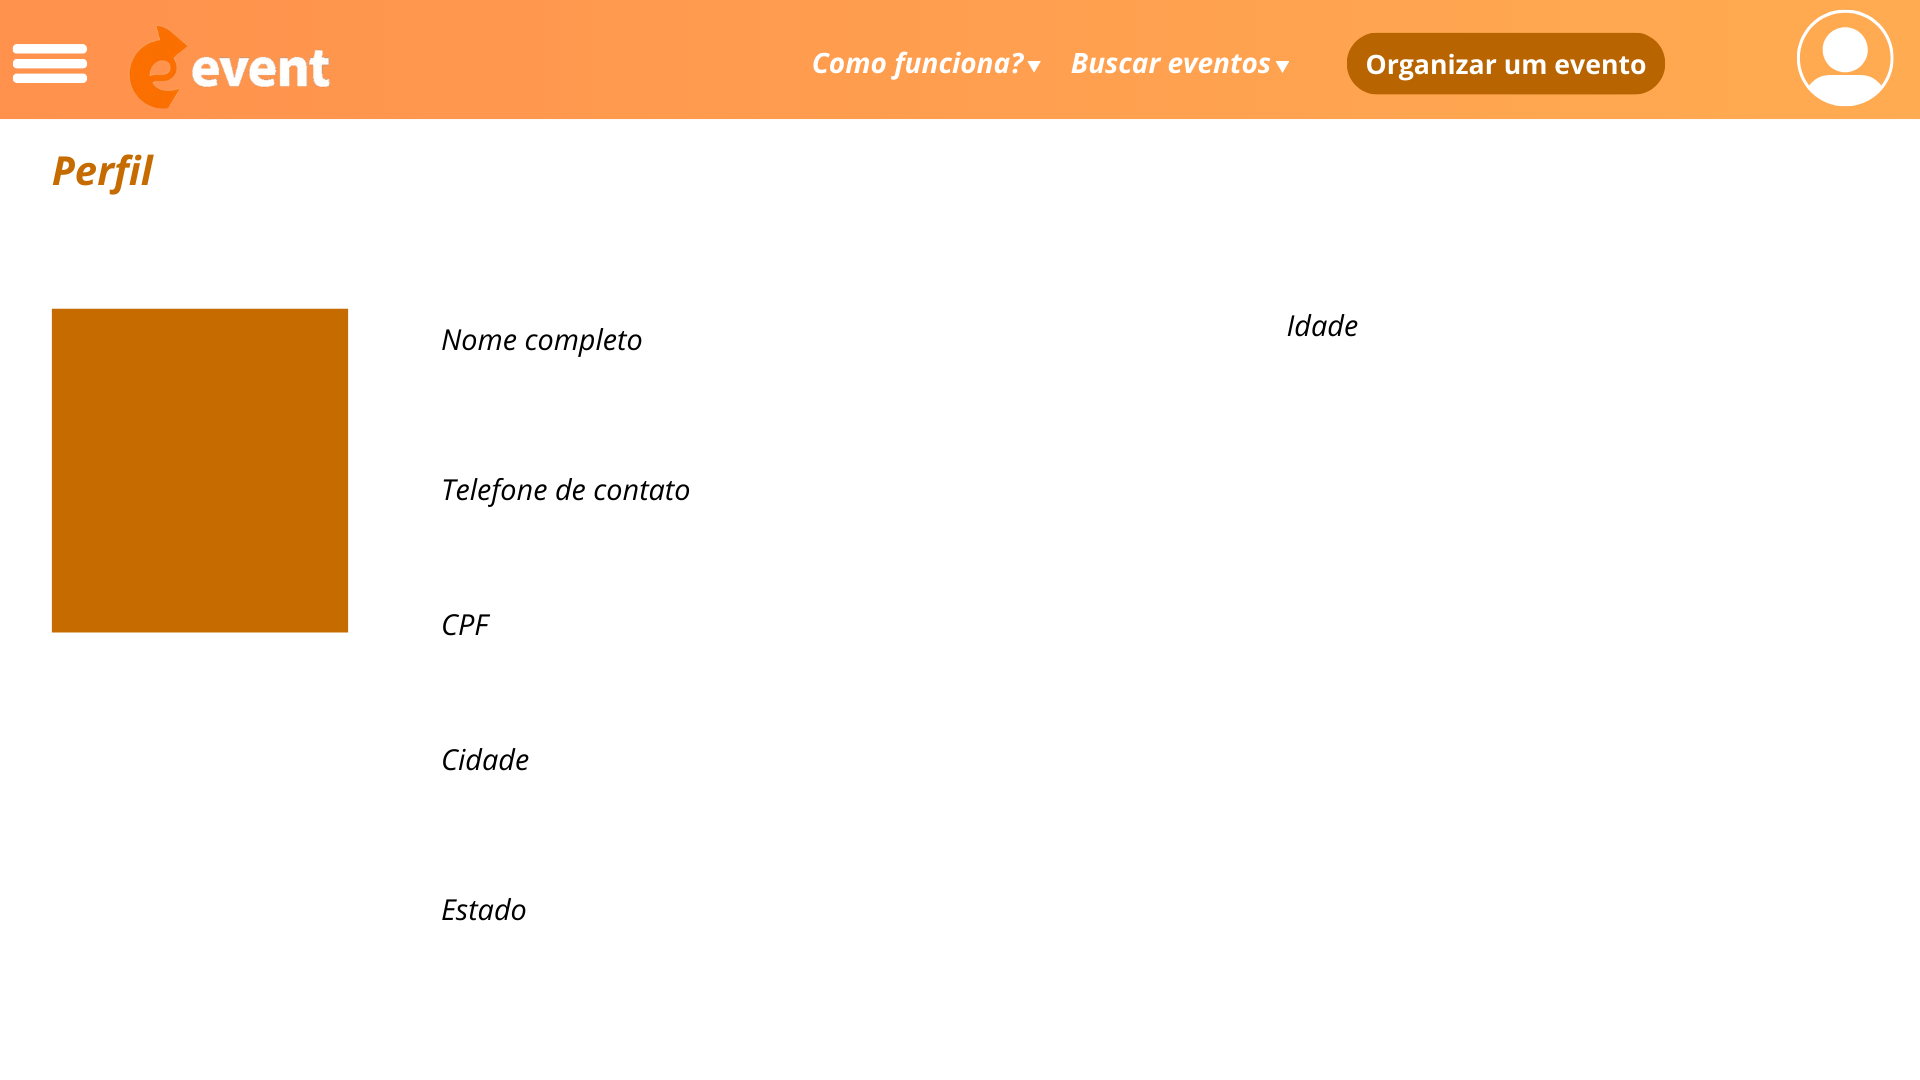 event
Como funciona?
Buscar eventos
Organizar um evento
Perfil
Nome completo
Idade
Telefone de contato
CPF
Cidade
Estado